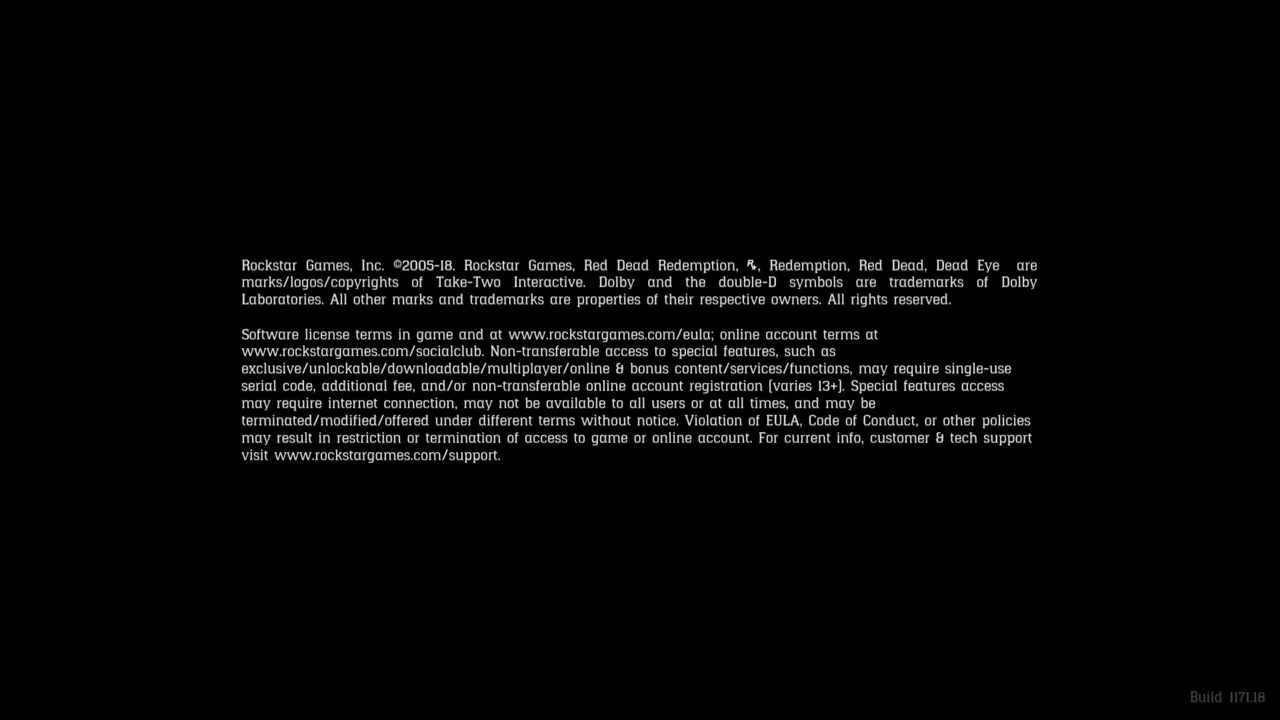 Rockstar Games, Inc. ©2005-18. Rockstar Games, Red Dead Redemption, R*, Redemption, Red Dead, Dead Eye are
marks/logos/copyrights of Take-Two Interactive. Dolby and the double-D symbols are trademarks of Dolby
Laboratories. All other marks and trademarks are properties of their respective owners. All rights reserved.
Software license terms in game and at www.rockstargames.com/eula; online account terms at
www.rockstargames.com/socialclub. Non-transferable access to special features, such as
exclusive/unlockable/downloadable/multiplayer/online & bonus content/services/functions, may require single-use
serial code, additional fee, and/or non-transferable online account registration (varies 13+). Special features access
may require internet connection, may not be available to all users or at all times, and may be
terminated/modified/offered under different terms without notice. Violation of EULA, Code of Conduct, or other policies
may result in restriction or termination of access to game or online account. For current info, customer & tech support
visit www.rockstargames.com/support.
Build 1171.18